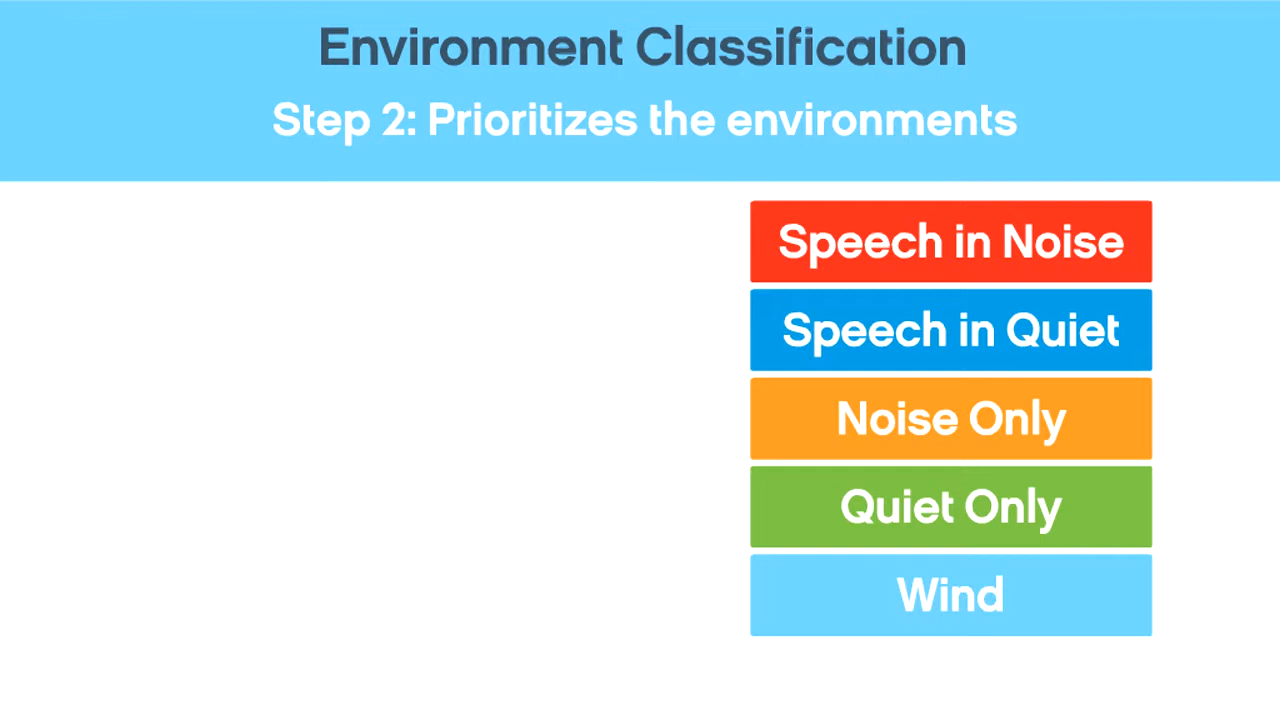 Environment Classification
Step 2: Prioritizes the environments
Speech in Noise
Speech in Quiet
Noise Only
Quiet Only
Wind